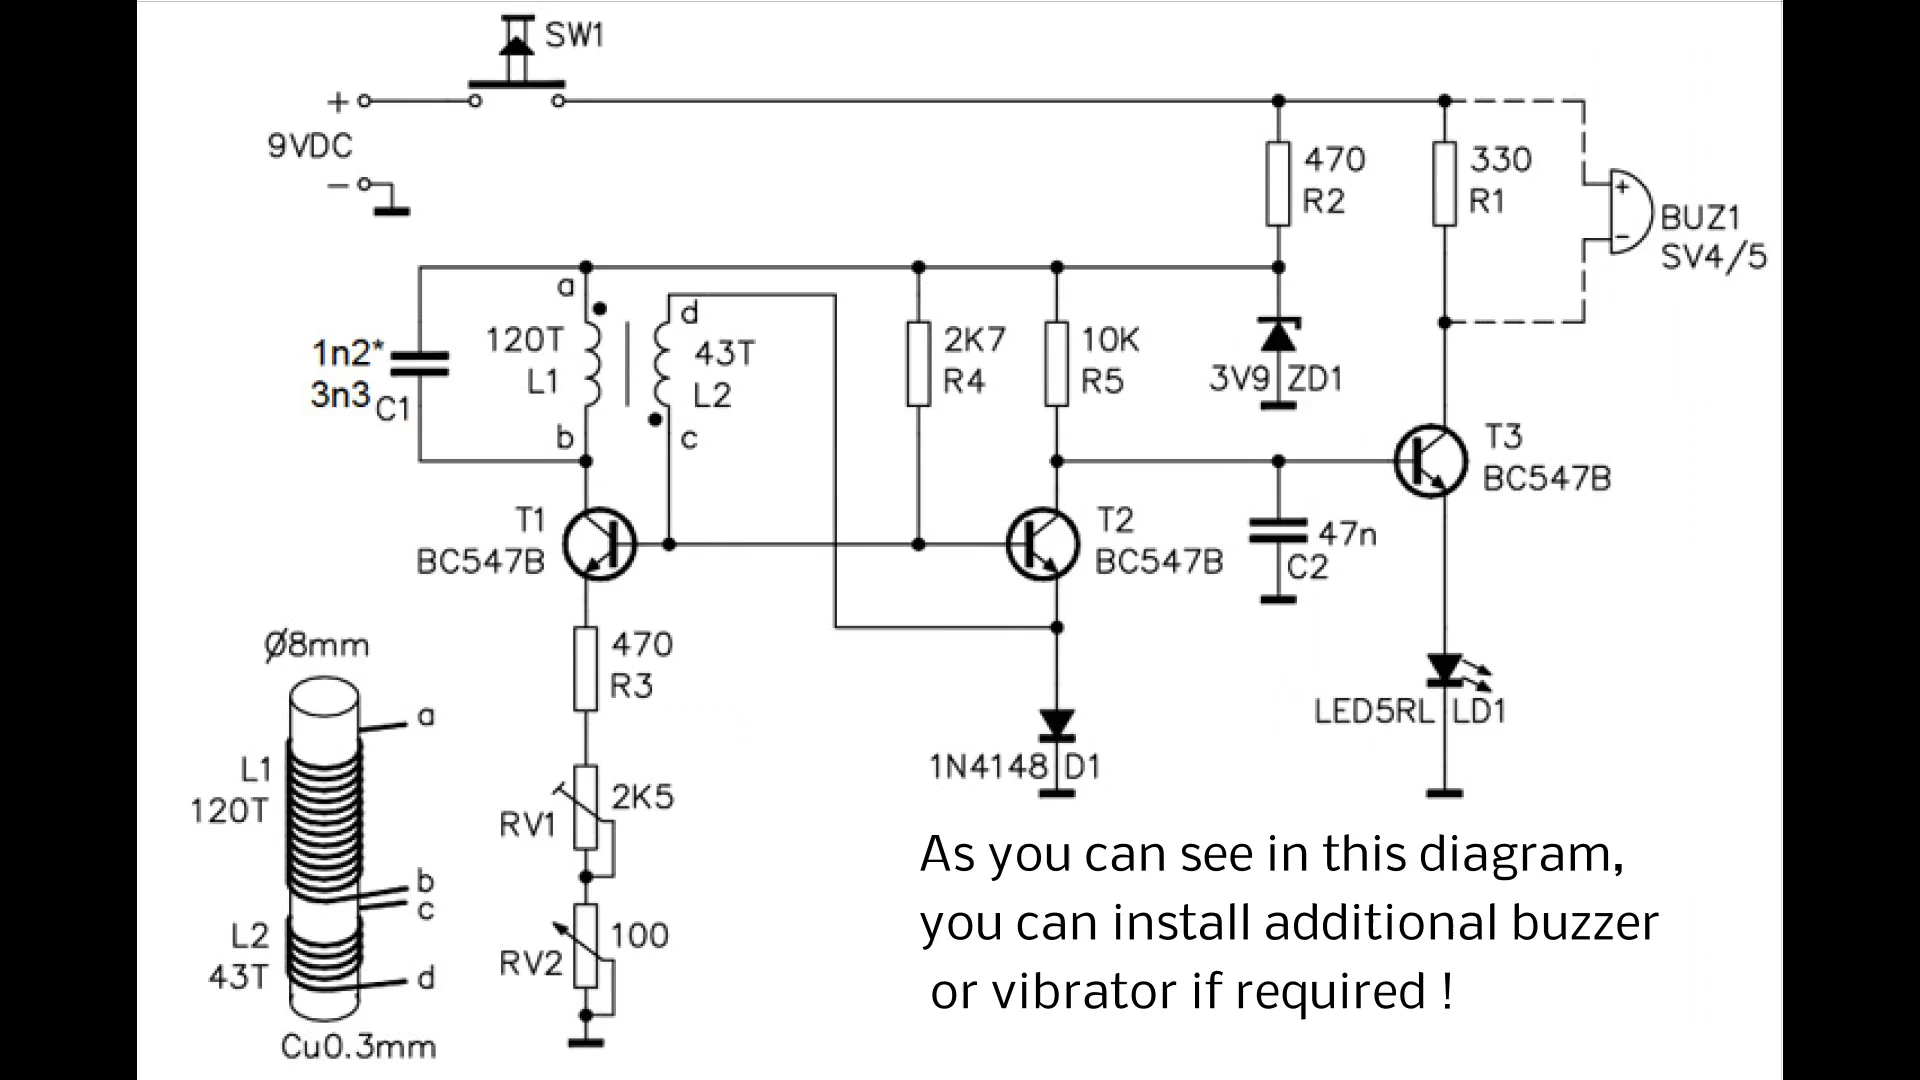 SW1
+
9VDC
-
470
R2
330
R1
+
-
BUZ1
SV4/5
a
d
1n2*
3n3 C1
120T
L1
43T
L2
2K7
R4
10K
R5
3V9 ZD1
b
c
T1
BC547B
T2
BC547B
47n
C2
T3
BC547B
470
R3
2K5
RV1
100
RV2
1N4148 D1
LED5RL LD1
Ø8mm
a
L1
120T
b
c
L2
43T
d
Cu0.3mm
As you can see in this diagram,
you can install additional buzzer
or vibrator if required !